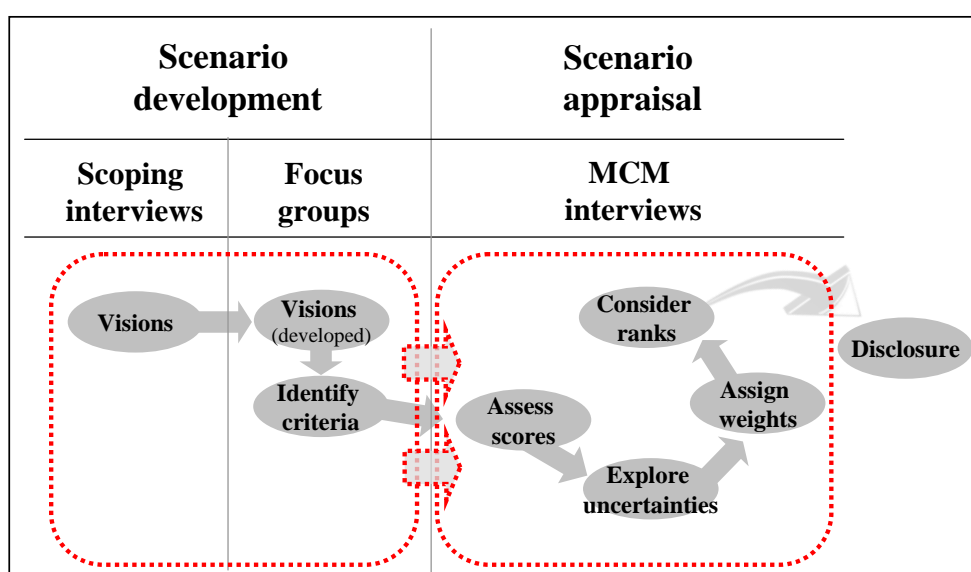 Scenario
development
Scenario
appraisal
Scoping
interviews
Focus
groups
MCM
interviews
Visions
Visions
(developed)
Identify
criteria
Consider
ranks
Disclosure
Assess
scores
Assign
weights
Explore
uncertainties